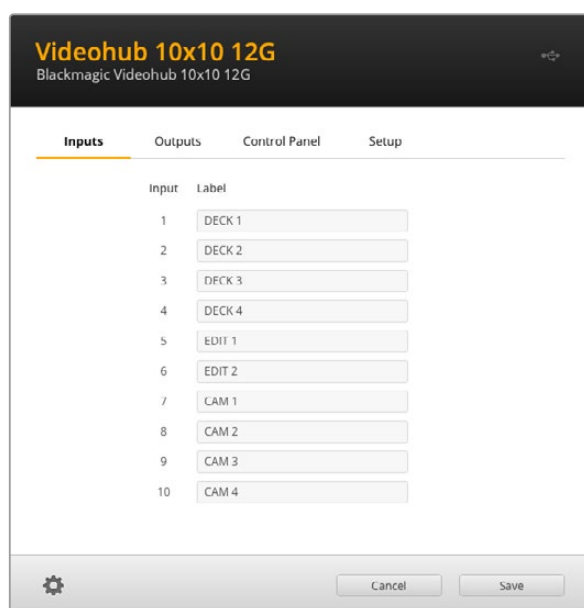 Videohub 10x10 12G
Blackmagic Videohub 10x10 12G
Inputs Outputs Control Panel Setup
Input Label
1 DECK 1
2 DECK 2
3 DECK 3
4 DECK 4
5 EDIT 1
6 EDIT 2
7 CAM 1
8 CAM 2
9 CAM 3
10 CAM 4
Cancel Save